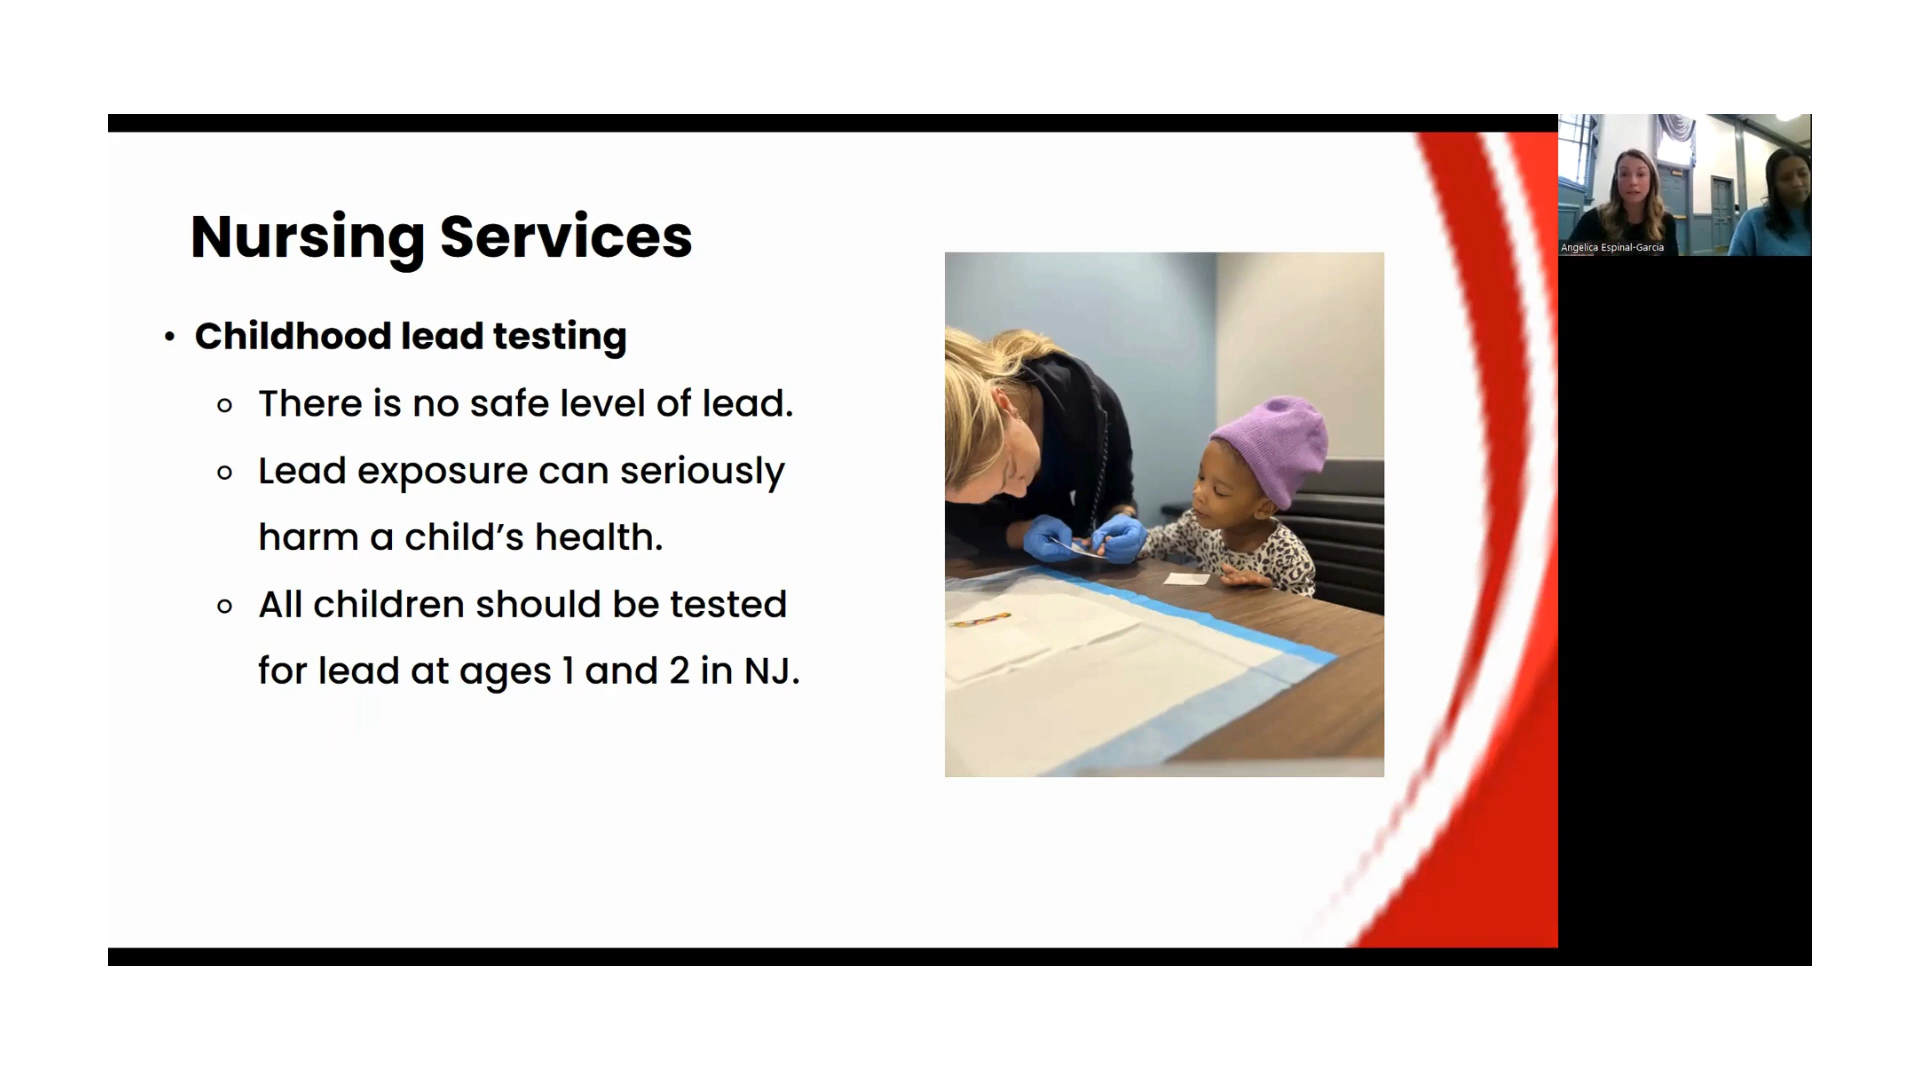 Nursing Services
• Childhood lead testing
○ There is no safe level of lead.
○ Lead exposure can seriously
harm a child’s health.
○ All children should be tested
for lead at ages 1 and 2 in NJ.
Angelica Espinal-Garcia